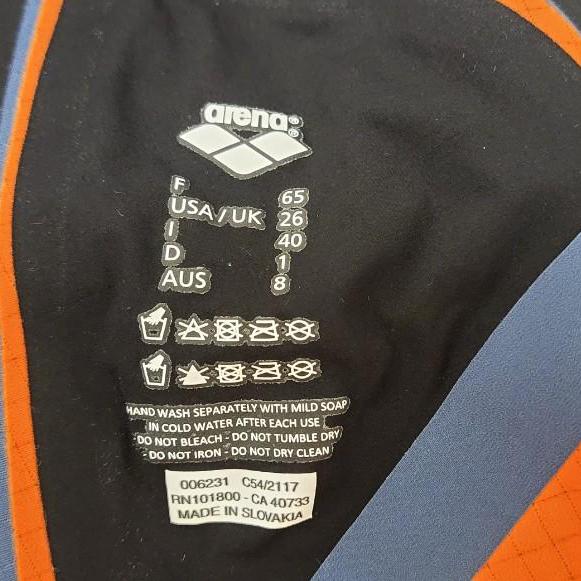 arena®
®
F 65
USA/UK 26
I 40
D 1
AUS 8
HAND WASH SEPARATELY WITH MILD SOAP
IN COLD WATER AFTER EACH USE
DO NOT BLEACH - DO NOT TUMBLE DRY
DO NOT IRON - DO NOT DRY CLEAN
006231 C54/2117
RN101800 - CA 40733
MADE IN SLOVAKIA